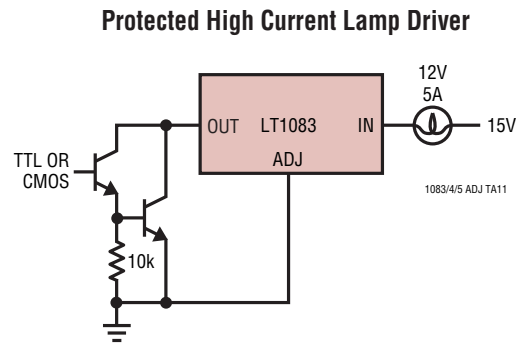 Protected High Current Lamp Driver
12V
5A
OUT LT1083 IN
15V
ADJ
TTL OR
CMOS
1083/4/5 ADJ TA11
10k